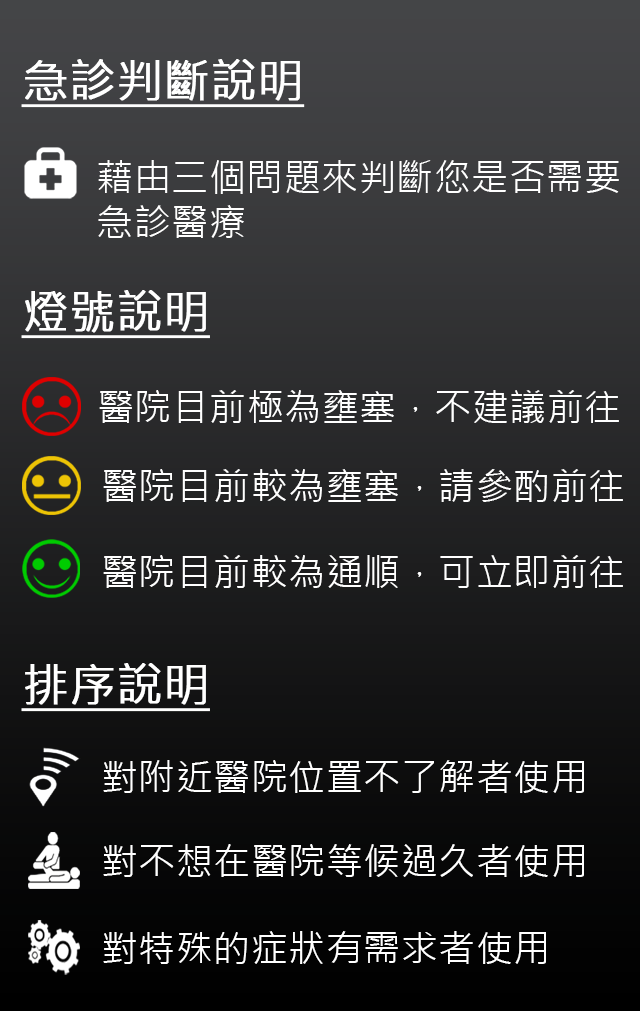 急診判斷說明
藉由三個問題來判斷您是否需要
急診醫療
燈號說明
醫院目前極為壅塞，不建議前往
醫院目前較為壅塞，請參酌前往
醫院目前較為通順，可立即前往
排序說明
對附近醫院位置不了解者使用
對不想在醫院等候過久者使用
對特殊的症狀有需求者使用